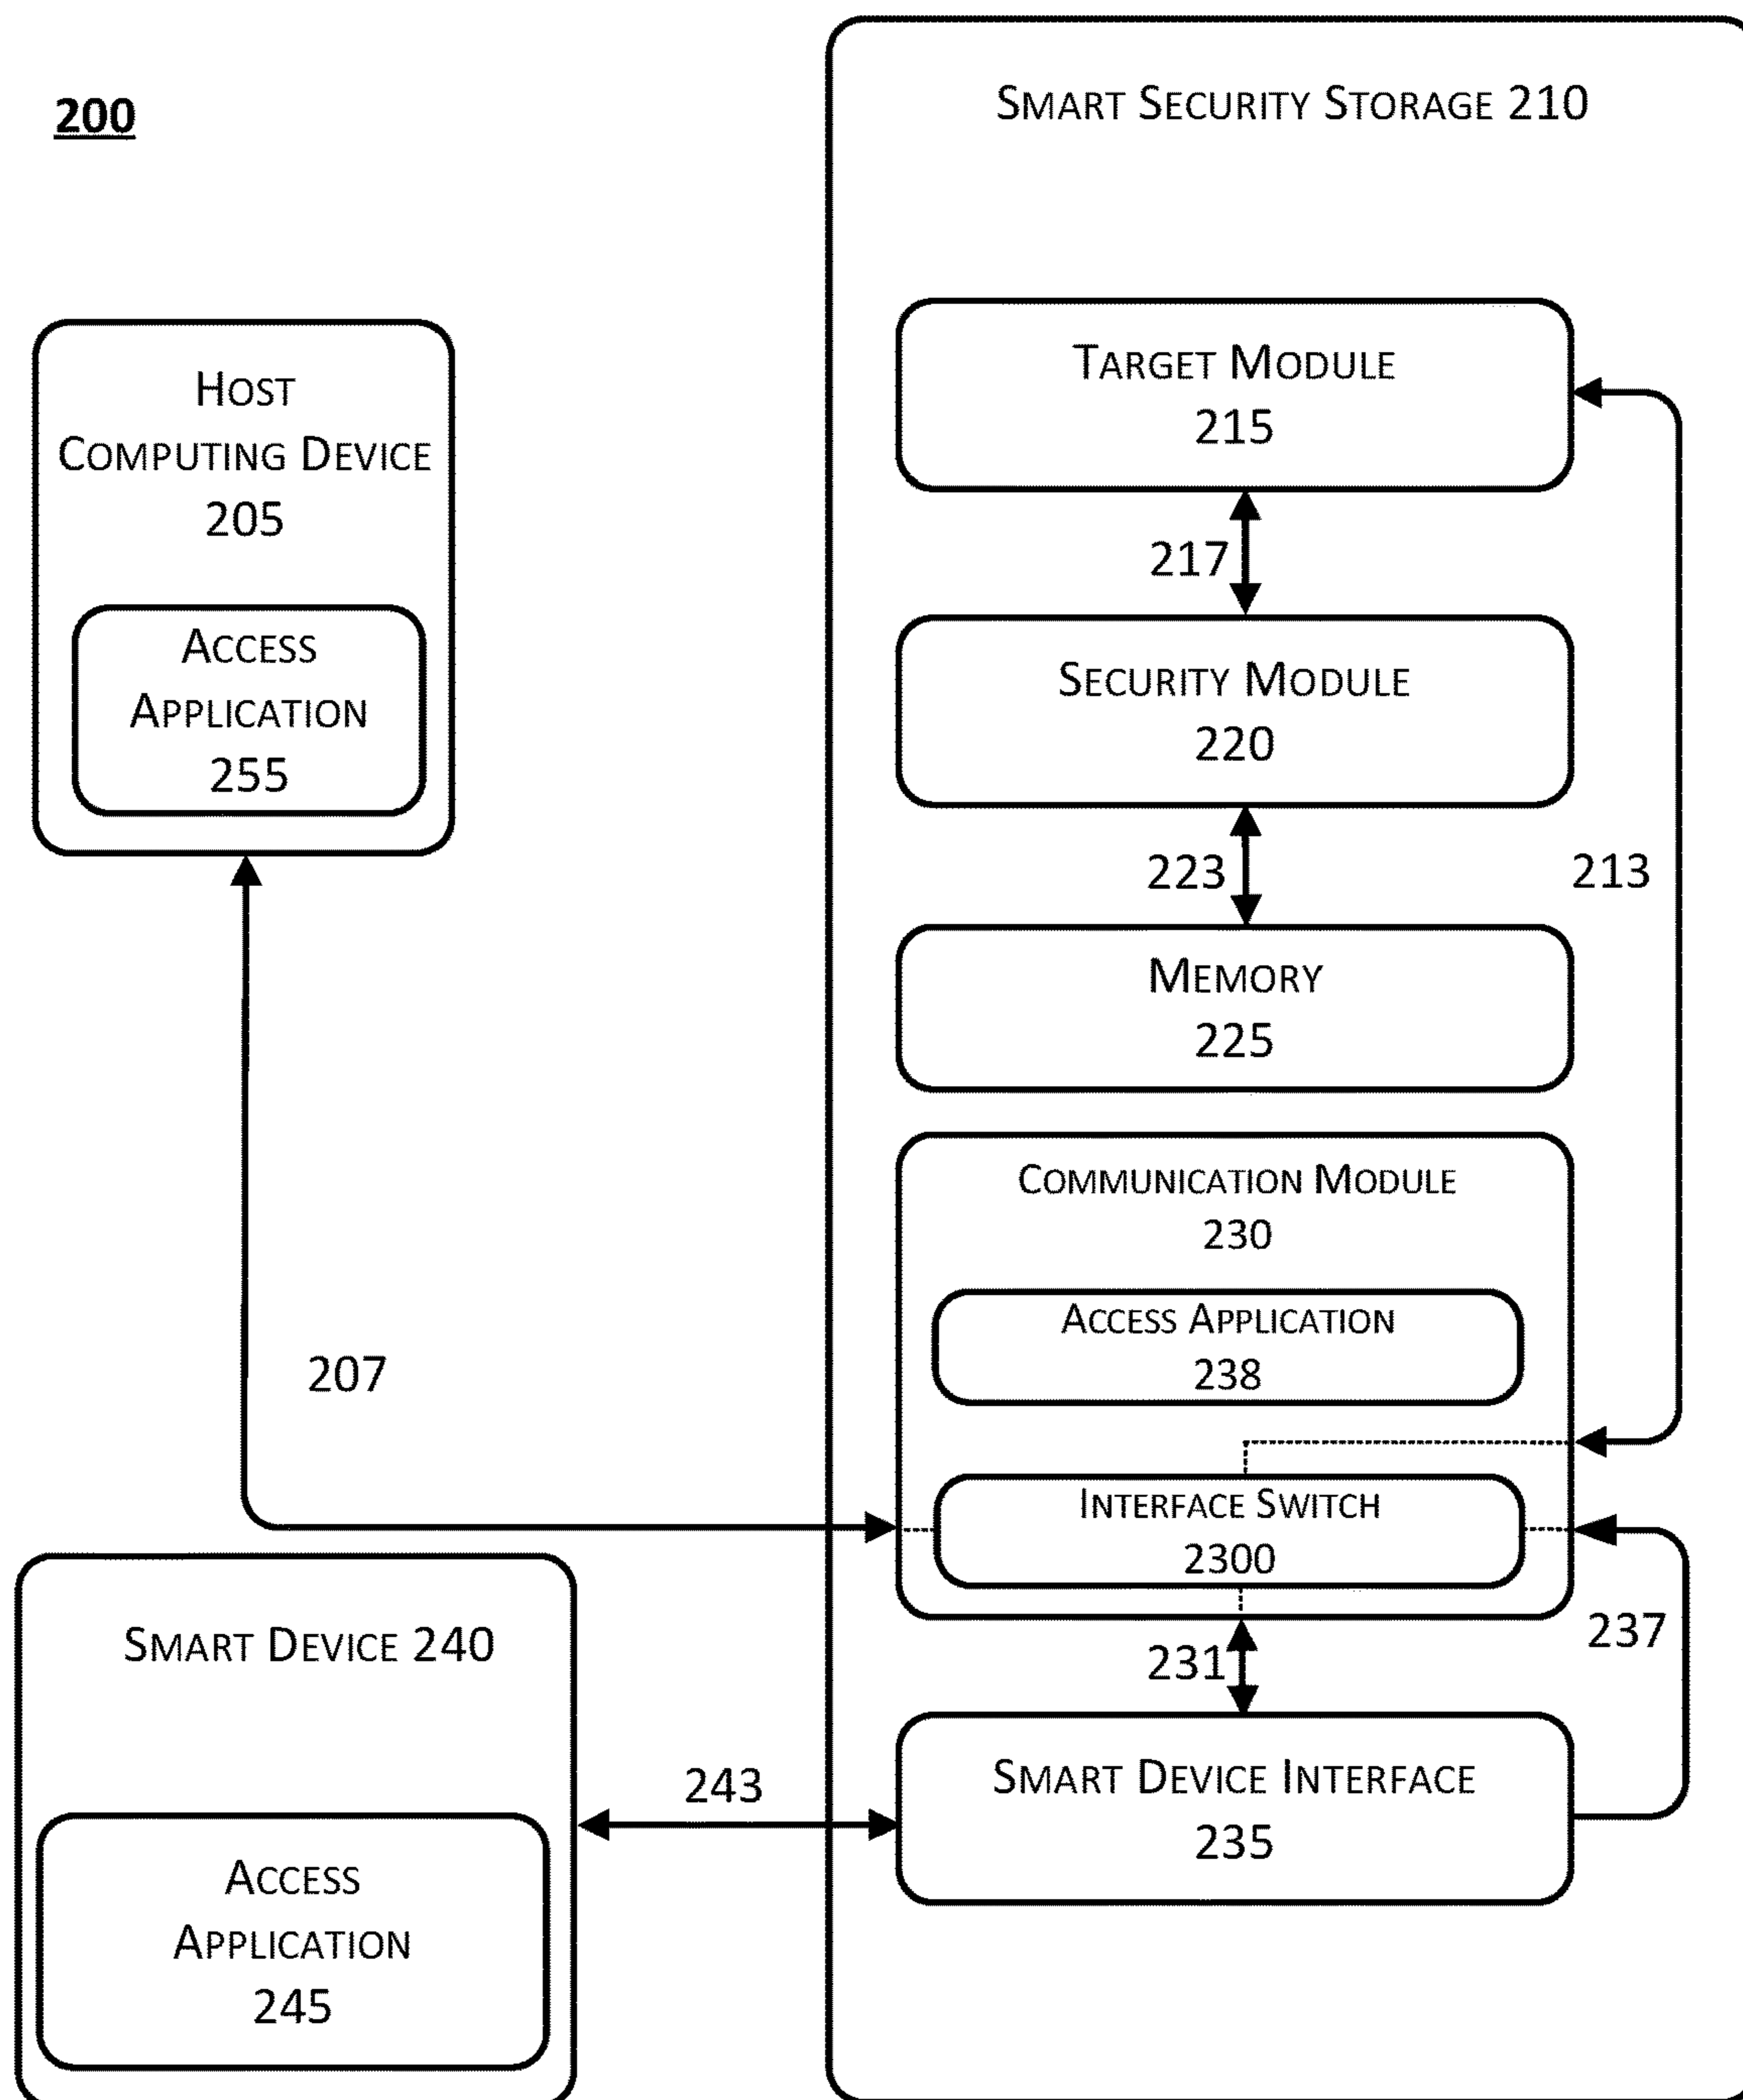 200
SMART SECURITY STORAGE 210
TARGET MODULE
215
HOST
COMPUTING DEVICE
205
217
ACCESS
APPLICATION
255
SECURITY MODULE
220
223
213
MEMORY
225
COMMUNICATION MODULE
230
ACCESS APPLICATION
238
207
INTERFACE SWITCH
2300
SMART DEVICE 240
231
237
243
SMART DEVICE INTERFACE
235
ACCESS
APPLICATION
245